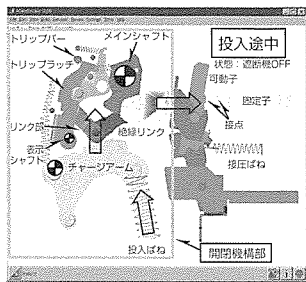 トリップバー
メインシャフト
トリップラッチ
投入途中
状態：遮断機OFF
可動子
固定子
接点
リンク部
絶縁リンク
表示
シャフト
チャージアーム
接圧ばね
投入ばね
開閉機構部